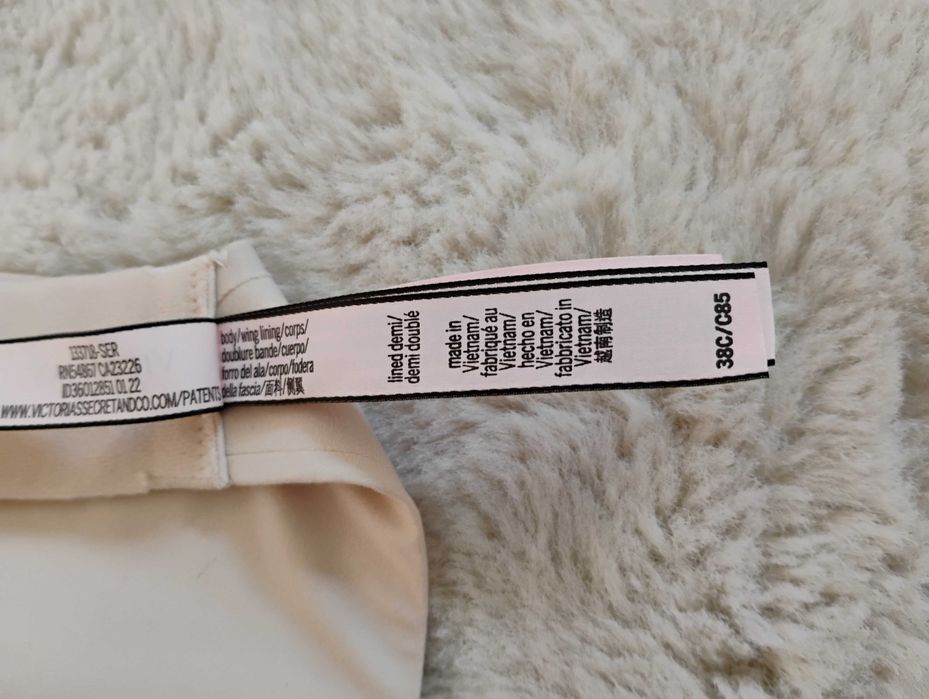 133718-SER
RN54867 CA23226
ID36012851 01 22
WWW.VICTORIASSECRETANDCO.COM/PATENTS
body/wing lining/corps/
doublure bande/cuerpo/
forro del ala/corpo/fodera
della fascia/面料/侧翼
lined demi/
demi doublé
made in
Vietnam/
fabriqué au
Vietnam/
hecho en
Vietnam/
fabbricato in
Vietnam/
越南制造
38C/C85